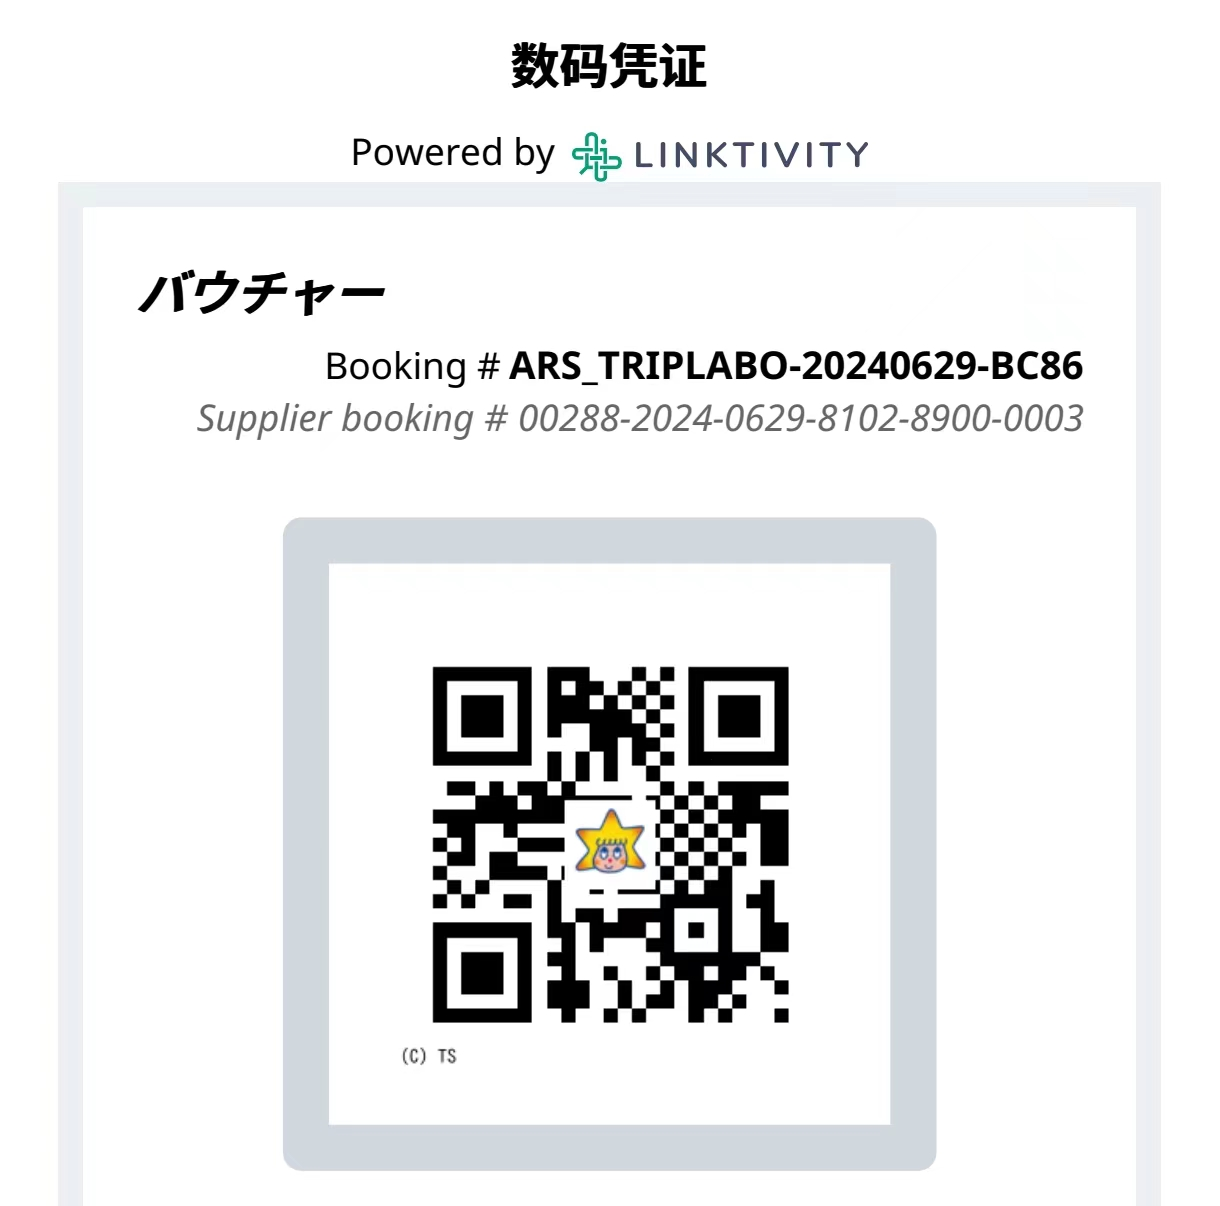 数码凭证
Powered by LINKTIVITY
バウチャー
Booking # ARS_TRIPLABO-20240629-BC86
Supplier booking # 00288-2024-0629-8102-8900-0003
(C) TS